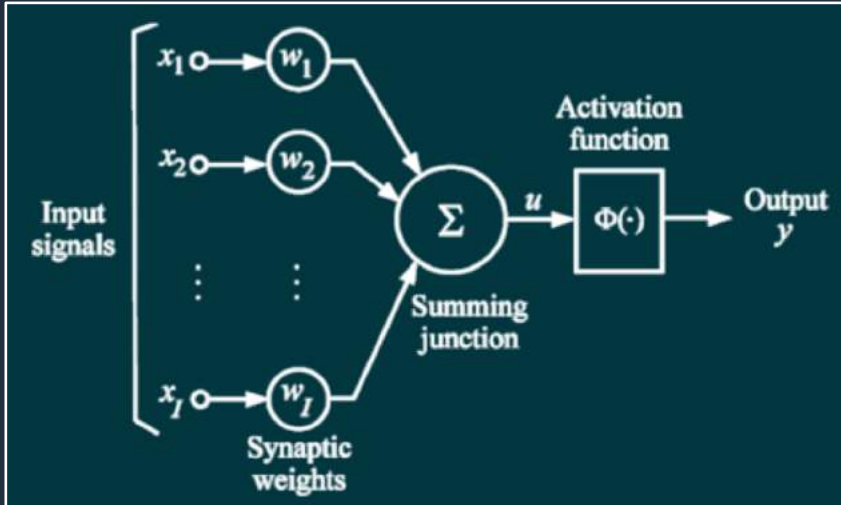 x1 w1
Activation
function
x2 w2
Input
signals
Σ
u
Φ(·)
Output
y
⋮ ⋮
Summing
junction
xI wI
Synaptic
weights